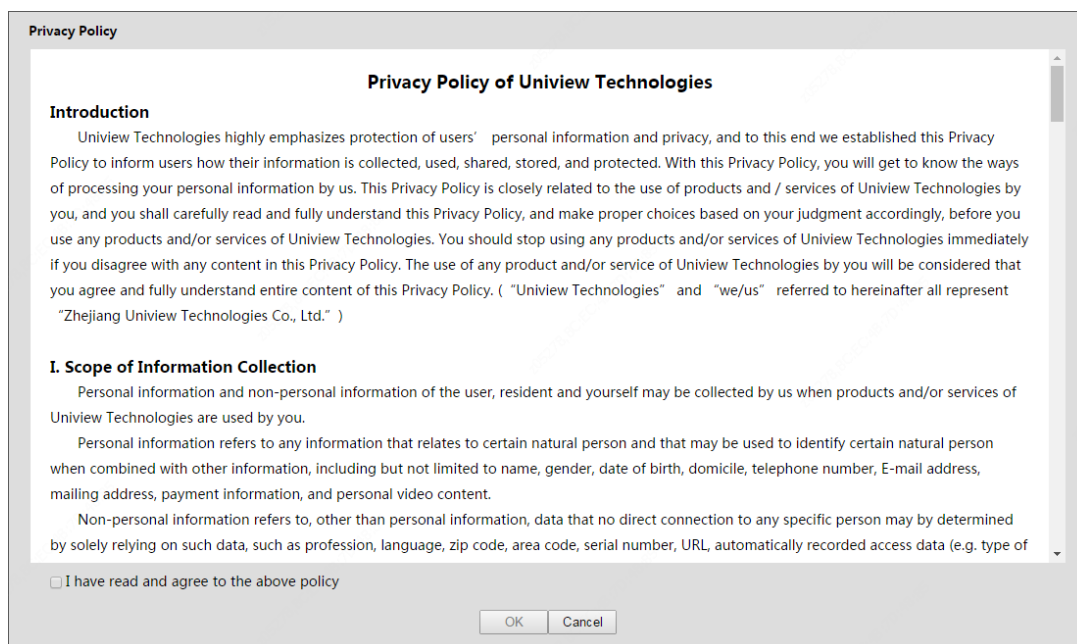 Privacy Policy
Privacy Policy of Uniview Technologies
Introduction
Uniview Technologies highly emphasizes protection of users’ personal information and privacy, and to this end we established this Privacy
Policy to inform users how their information is collected, used, shared, stored, and protected. With this Privacy Policy, you will get to know the ways
of processing your personal information by us. This Privacy Policy is closely related to the use of products and / services of Uniview Technologies by
you, and you shall carefully read and fully understand this Privacy Policy, and make proper choices based on your judgment accordingly, before you
use any products and/or services of Uniview Technologies. You should stop using any products and/or services of Uniview Technologies immediately
if you disagree with any content in this Privacy Policy. The use of any product and/or service of Uniview Technologies by you will be considered that
you agree and fully understand entire content of this Privacy Policy. ( “Uniview Technologies” and “we/us” referred to hereinafter all represent
“Zhejiang Uniview Technologies Co., Ltd.” )
I. Scope of Information Collection
Personal information and non-personal information of the user, resident and yourself may be collected by us when products and/or services of
Uniview Technologies are used by you.
Personal information refers to any information that relates to certain natural person and that may be used to identify certain natural person
when combined with other information, including but not limited to name, gender, date of birth, domicile, telephone number, E-mail address,
mailing address, payment information, and personal video content.
Non-personal information refers to, other than personal information, data that no direct connection to any specific person may by determined
by solely relying on such data, such as profession, language, zip code, area code, serial number, URL, automatically recorded access data (e.g. type of
I have read and agree to the above policy
OK Cancel